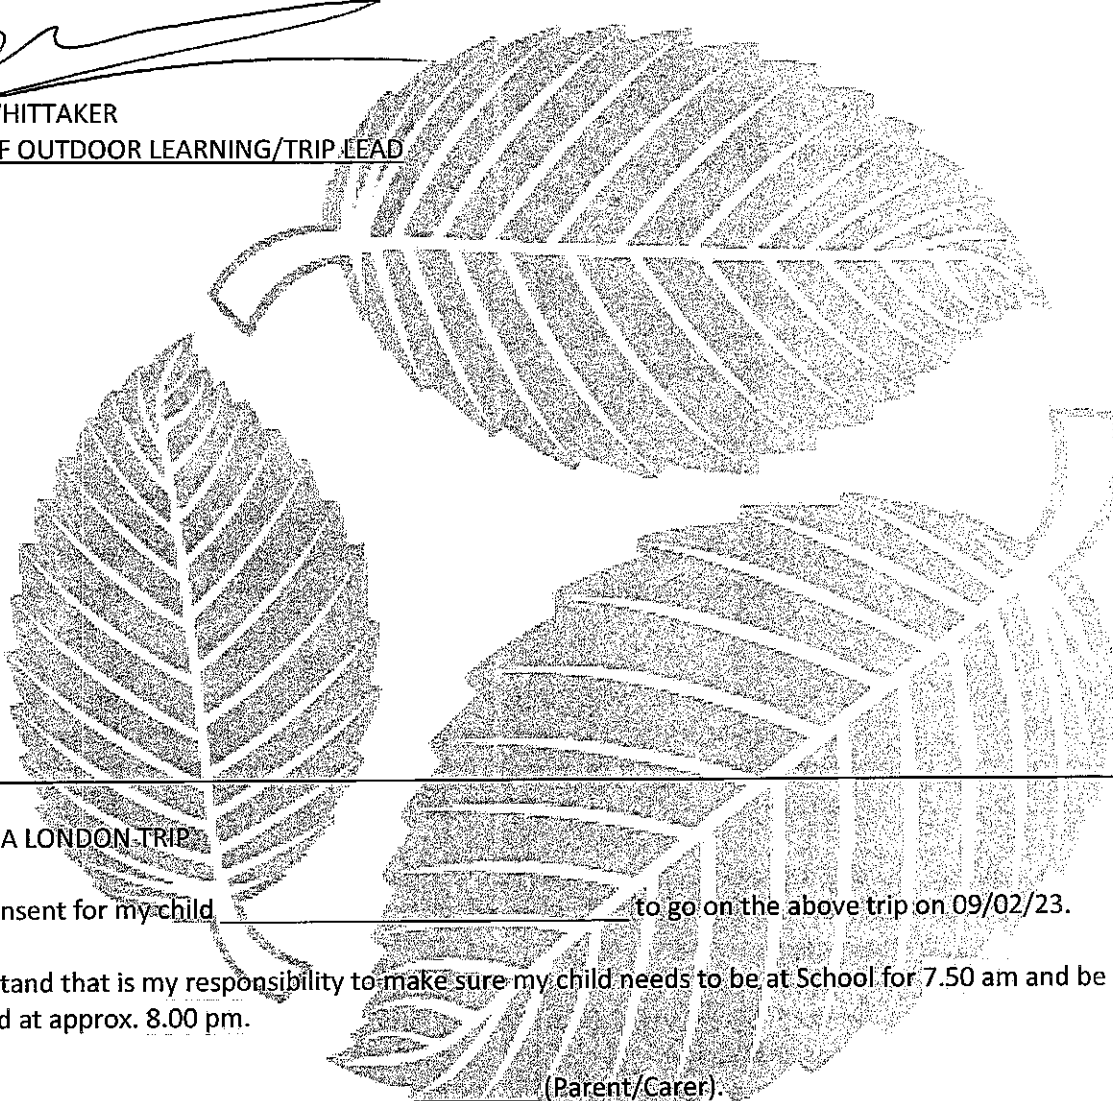 WHITTAKER
F OUTDOOR LEARNING/TRIP LEAD
A LONDON TRIP
nsent for my child ____________ to go on the above trip on 09/02/23.
tand that is my responsibility to make sure my child needs to be at School for 7.50 am and be
d at approx. 8.00 pm.
(Parent/Carer).